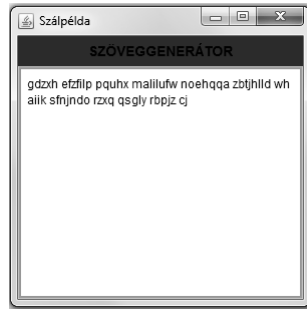 Szálpélda
SZÖVEGGENERÁTOR
gdzxh efzfilp pquhx malilufw noehqqa zbtjhlld wh
aiik sfnjndo rzxq qsgly rbpjz cj